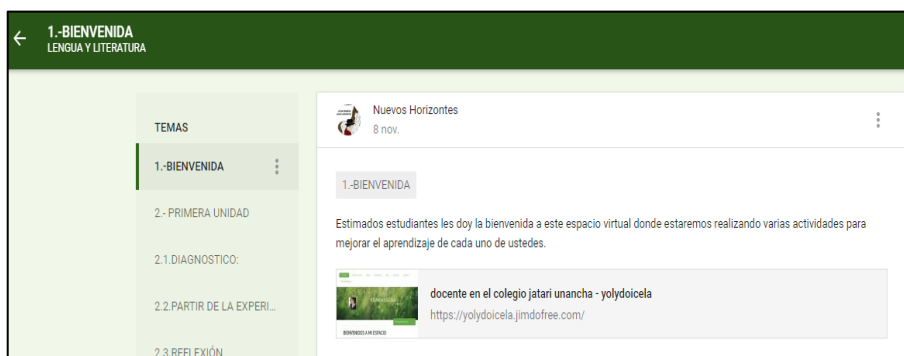 1.-BIENVENIDA
LENGUA Y LITERATURA
TEMAS
1.-BIENVENIDA
2.- PRIMERA UNIDAD
2.1.DIAGNOSTICO:
2.2.PARTIR DE LA EXPERI...
2.3.REFLEXIÓN
Nuevos Horizontes
8 nov.
1.-BIENVENIDA
Estimados estudiantes les doy la bienvenida a este espacio virtual donde estaremos realizando varias actividades para
mejorar el aprendizaje de cada uno de ustedes.
BIENVENIDOS A MI ESPACIO
docente en el colegio jatari unancha - yolydoicela
https://yolydoicela.jimdofree.com/